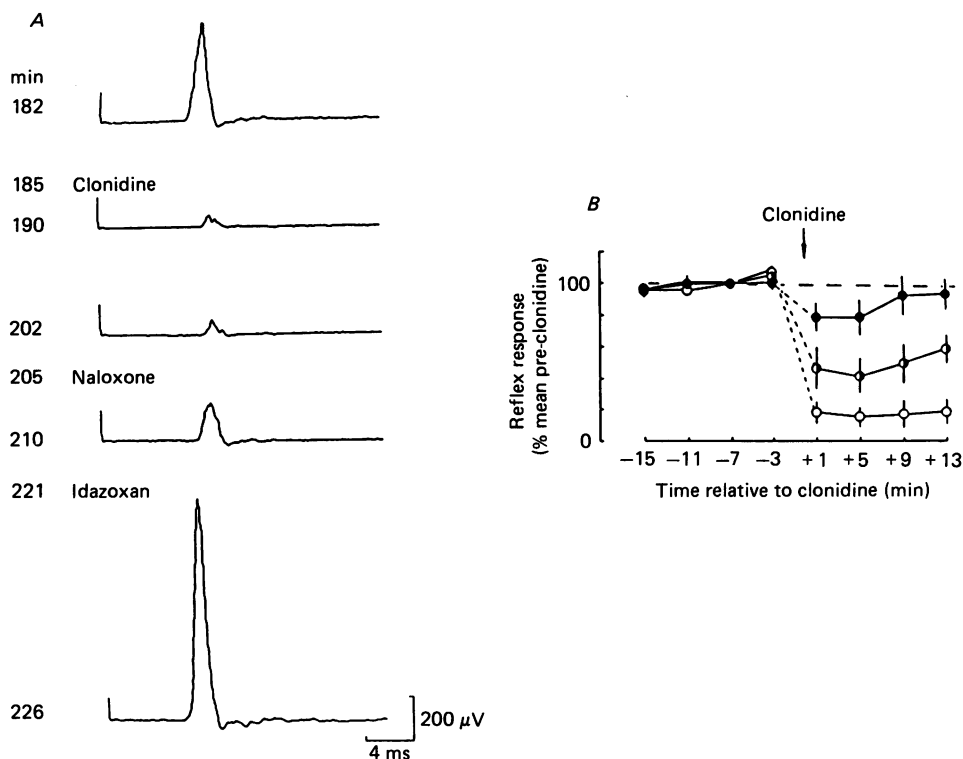 A
min
182
185 Clonidine
190
202
205 Naloxone
210
221 Idazoxan
226
200 μV
4 ms
B
Clonidine
Reflex response
(% mean pre-clonidine)
100
0
−15 −11 −7 −3 +1 +5 +9 +13
Time relative to clonidine (min)